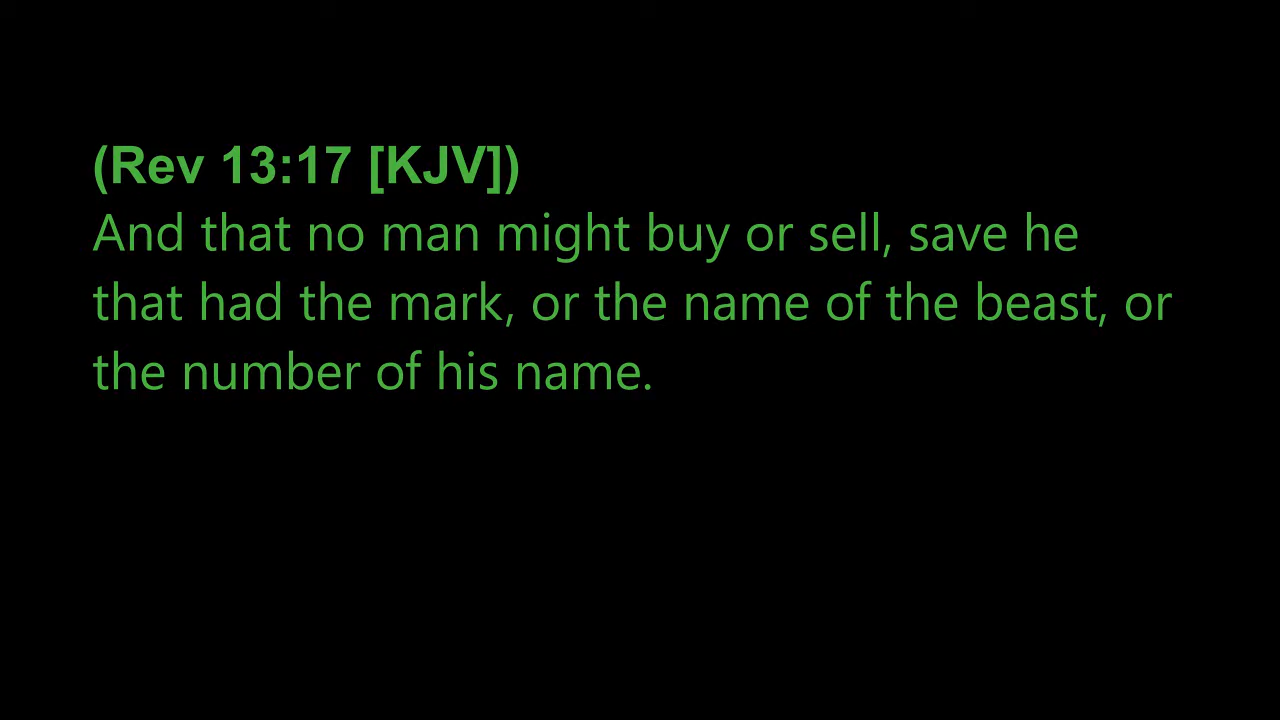 (Rev 13:17 [KJV])
And that no man might buy or sell, save he
that had the mark, or the name of the beast, or
the number of his name.